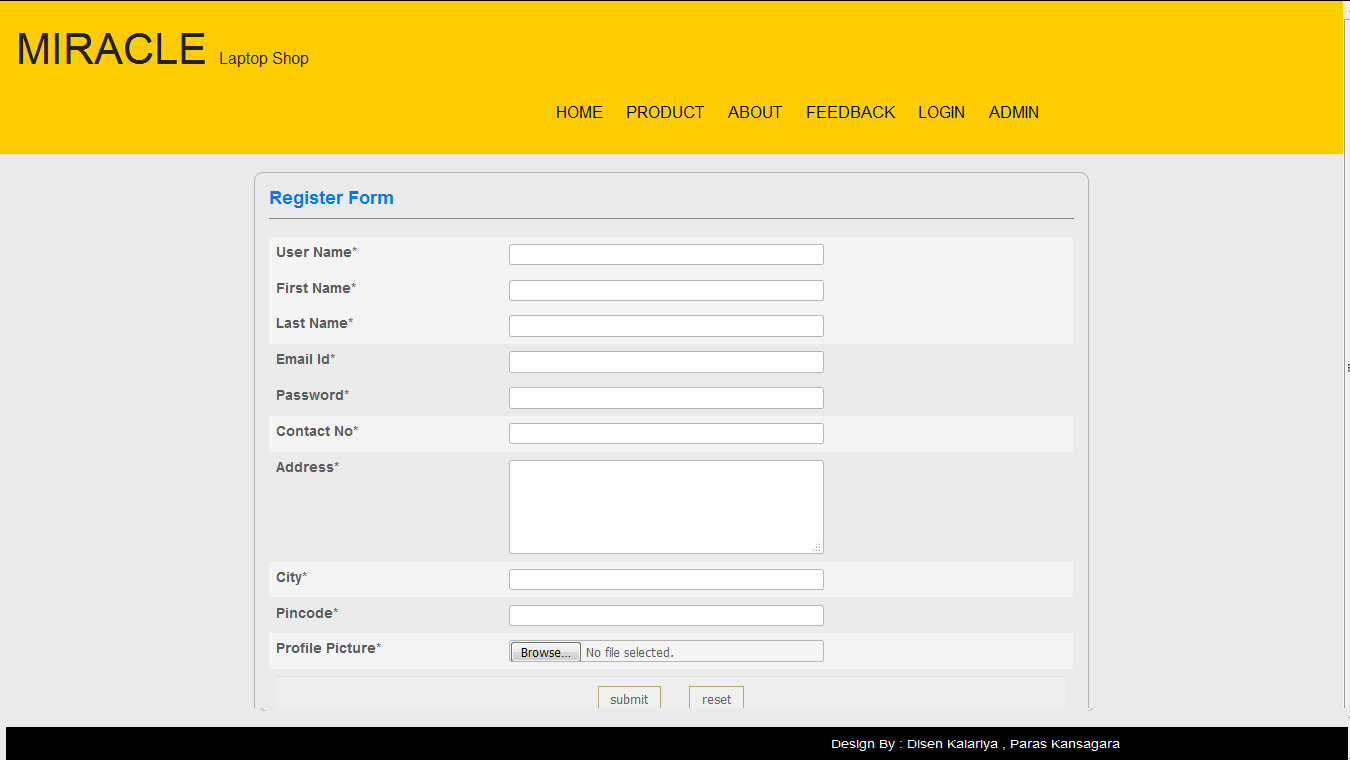 MIRACLE Laptop Shop
HOME PRODUCT ABOUT FEEDBACK LOGIN ADMIN
Register Form
User Name*
First Name*
Last Name*
Email Id*
Password*
Contact No*
Address*
City*
Pincode*
Profile Picture* Browse... No file selected.
submit reset
Design By : Disen Kalariya , Paras Kansagara